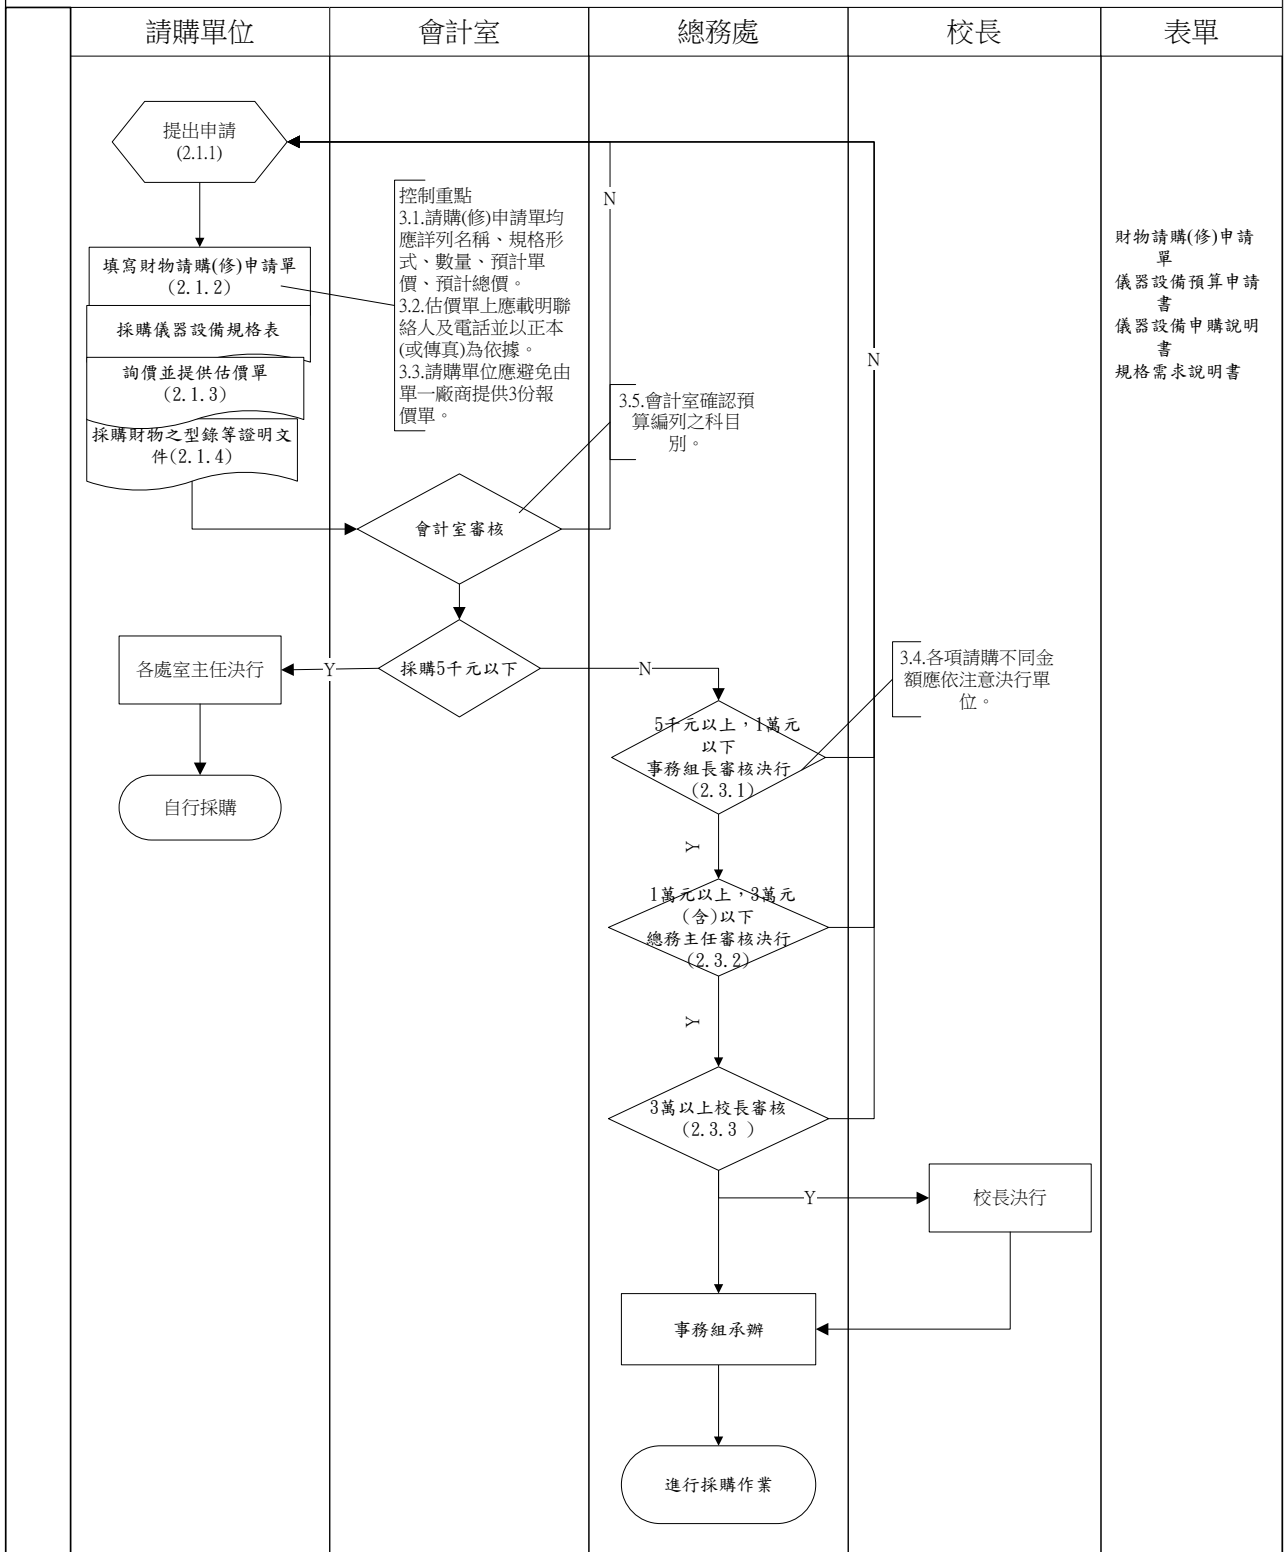 請購單位
會計室
總務處
校長
表單
提出申請
(2.1.1)
填寫財物請購(修)申請單
(2.1.2)
採購儀器設備規格表
詢價並提供估價單
(2.1.3)
採購財物之型錄等證明文
件(2.1.4)
控制重點
3.1.請購(修)申請單均
應詳列名稱、規格形
式、數量、預計單
價、預計總價。
3.2.估價單上應載明聯
絡人及電話並以正本
(或傳真)為依據。
3.3.請購單位應避免由
單一廠商提供3份報
價單。
N
3.5.會計室確認預
算編列之科目
別。
N
財物請購(修)申請
單
儀器設備預算申請
書
儀器設備申購說明
書
規格需求說明書
會計室審核
採購5千元以下
Y
各處室主任決行
自行採購
N
3.4.各項請購不同金
額應依注意決行單
位。
5千元以上，1萬元
以下
事務組長審核決行
(2.3.1)
Y
1萬元以上，3萬元
(含)以下
總務主任審核決行
(2.3.2)
Y
3萬以上校長審核
(2.3.3 )
Y
校長決行
事務組承辦
進行採購作業